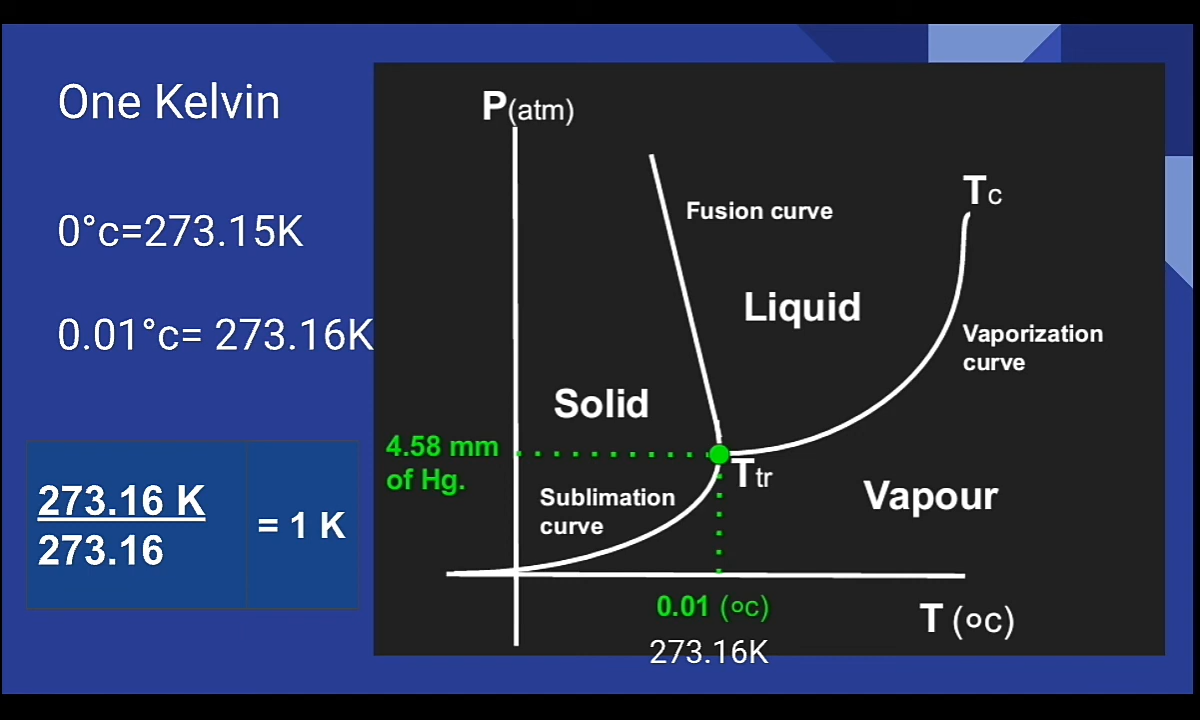 One Kelvin
0°c=273.15K
0.01°c= 273.16K
273.16 K
273.16
= 1 K
P(atm)
Fusion curve
Tc
Liquid
Vaporization
curve
Solid
4.58 mm
of Hg.
Ttr
Sublimation
curve
Vapour
0.01 (oc)
T (oc)
273.16K